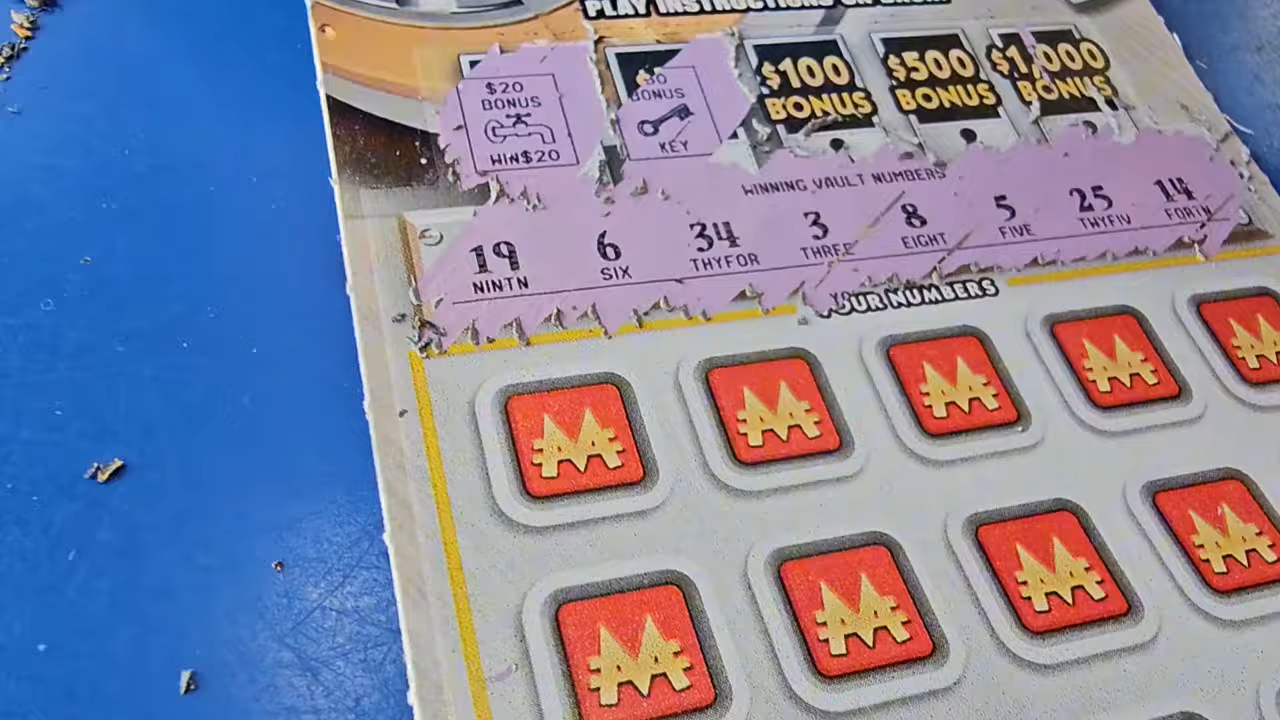 PLAY INSTRUCTIONS ON BACK.
$20
BONUS
WIN$20
BONUS
KEY
$100
BONUS
$500
BONUS
$1,000
BONUS
WINNING VAULT NUMBERS
19 6 34 3 8 5 25 14
NINTN SIX THYFOR THREE EIGHT FIVE TWYFIV FORTN
YOUR NUMBERS